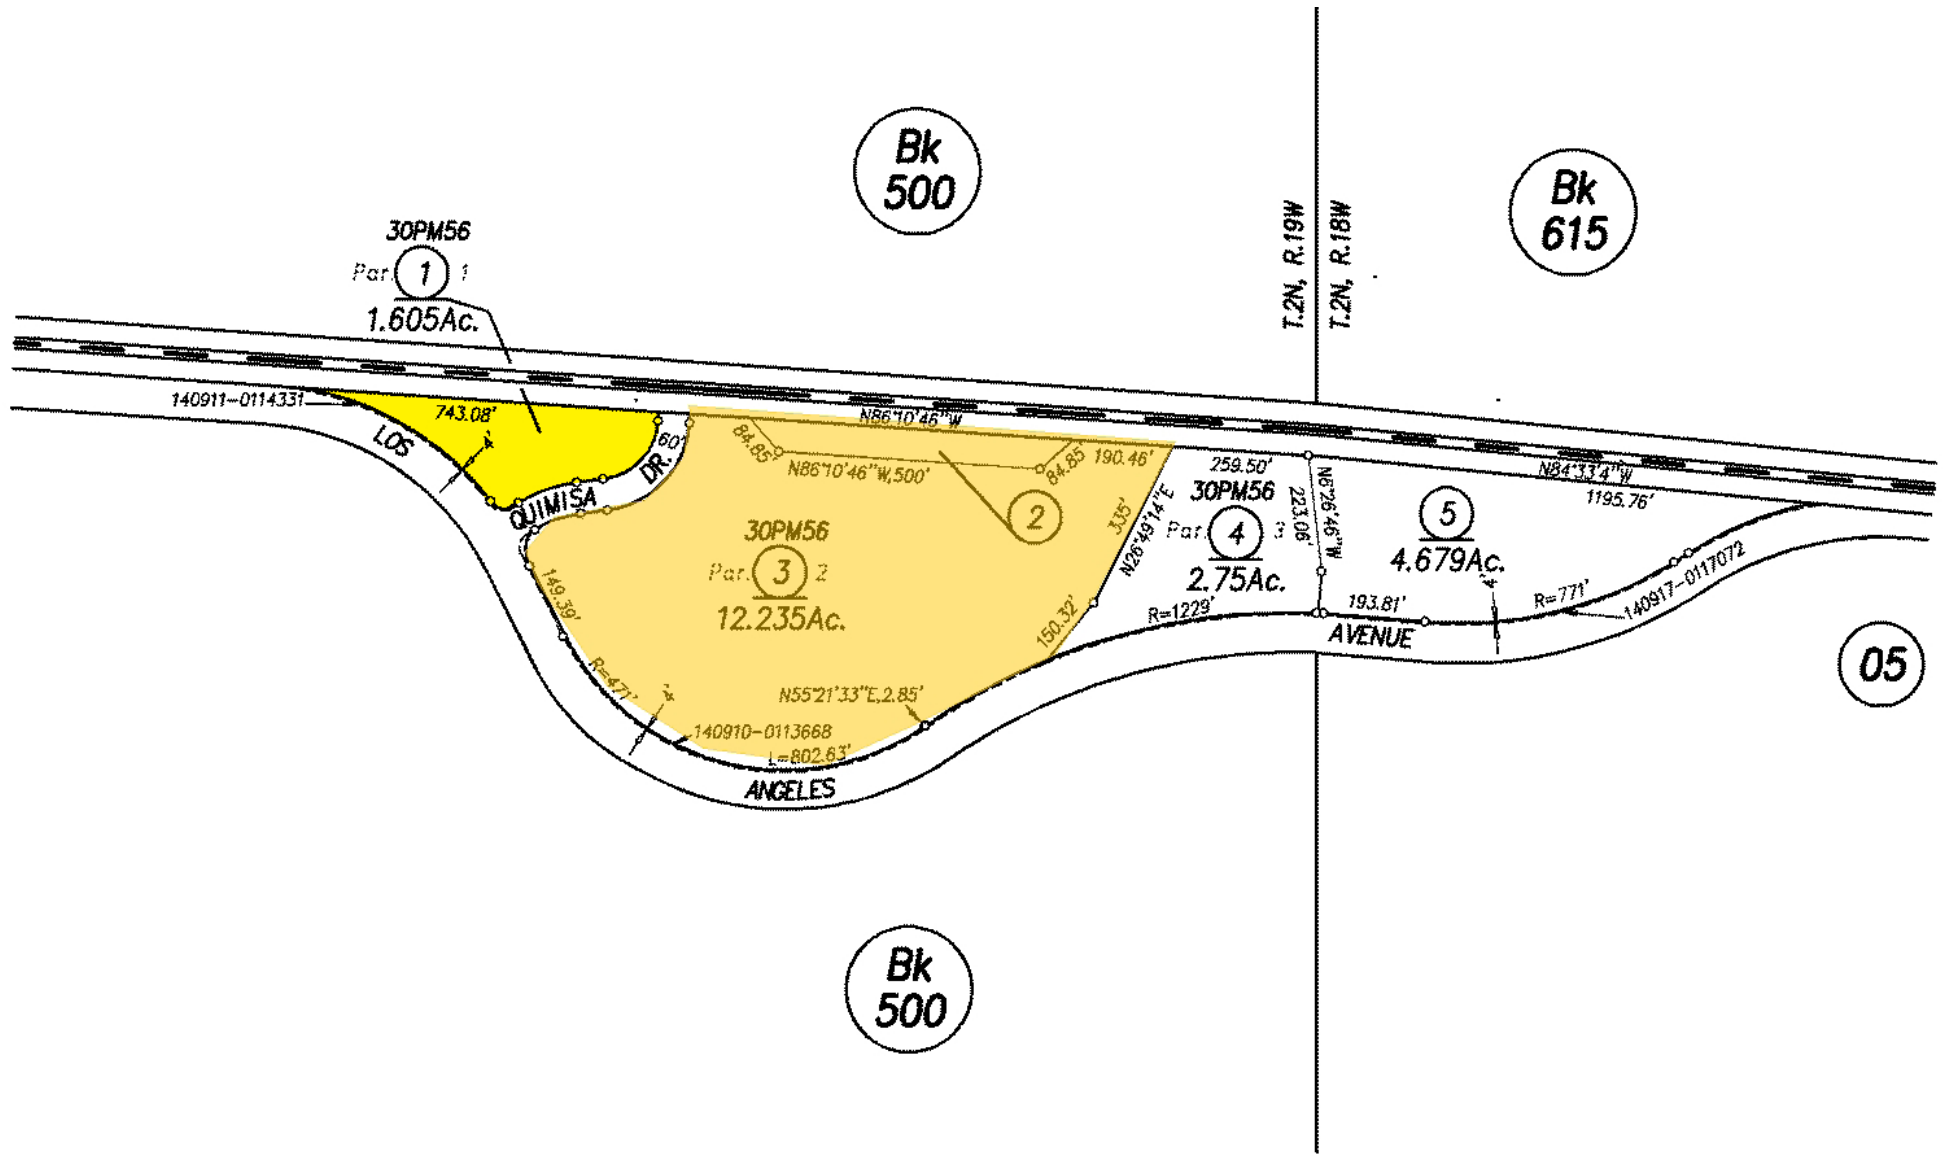 Bk
500
Bk
615
T.2N, R.19W
T.2N, R.18W
30PM56
Par. 1 1
1.605Ac.
140911-0114331
743.08'
LOS
4'
60'
QUIMISA DR.
N86°10'46"W
84.85'
N86°10'46"W,500'
84.85'
190.46'
2
335'
N26°49'14"E
150.32'
30PM56
Par. 3 2
12.235Ac.
149.39'
R=471'
4'
N55°21'33"E,2.85'
140910-0113668
L=802.63'
ANGELES
259.50'
30PM56
Par. 4 3
2.75Ac.
N6°26'46"W
223.06'
R=1229'
N84°33'4"W
1195.76'
5
4.679Ac.
193.81'
4'
R=771'
140917-0117072
AVENUE
05
Bk
500